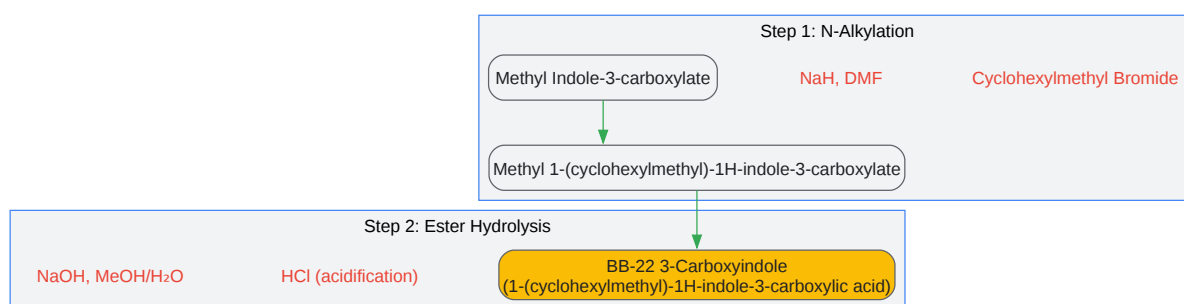 Step 1: N-Alkylation
Methyl Indole-3-carboxylate
NaH, DMF
Cyclohexylmethyl Bromide
Methyl 1-(cyclohexylmethyl)-1H-indole-3-carboxylate
Step 2: Ester Hydrolysis
NaOH, MeOH/H₂O
HCl (acidification)
BB-22 3-Carboxyindole
(1-(cyclohexylmethyl)-1H-indole-3-carboxylic acid)